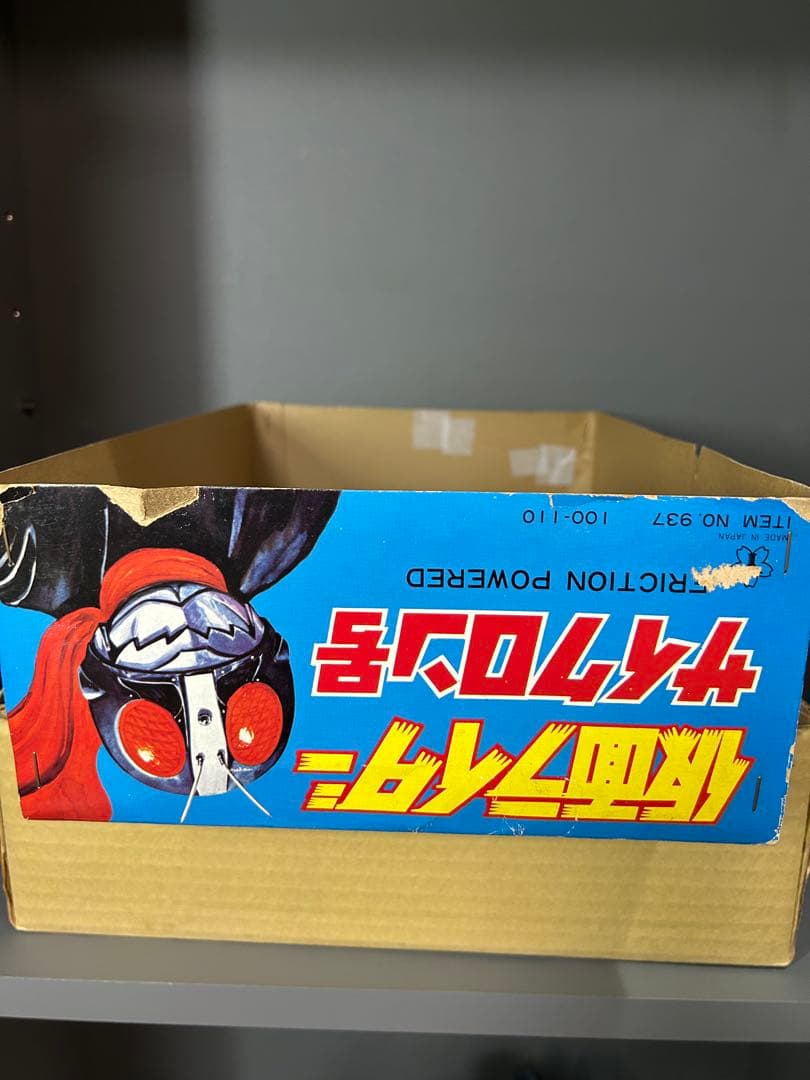 仮面ライダー
サイクロン号
FRICTION POWERED
MADE IN JAPAN
ITEM NO.937 100-110